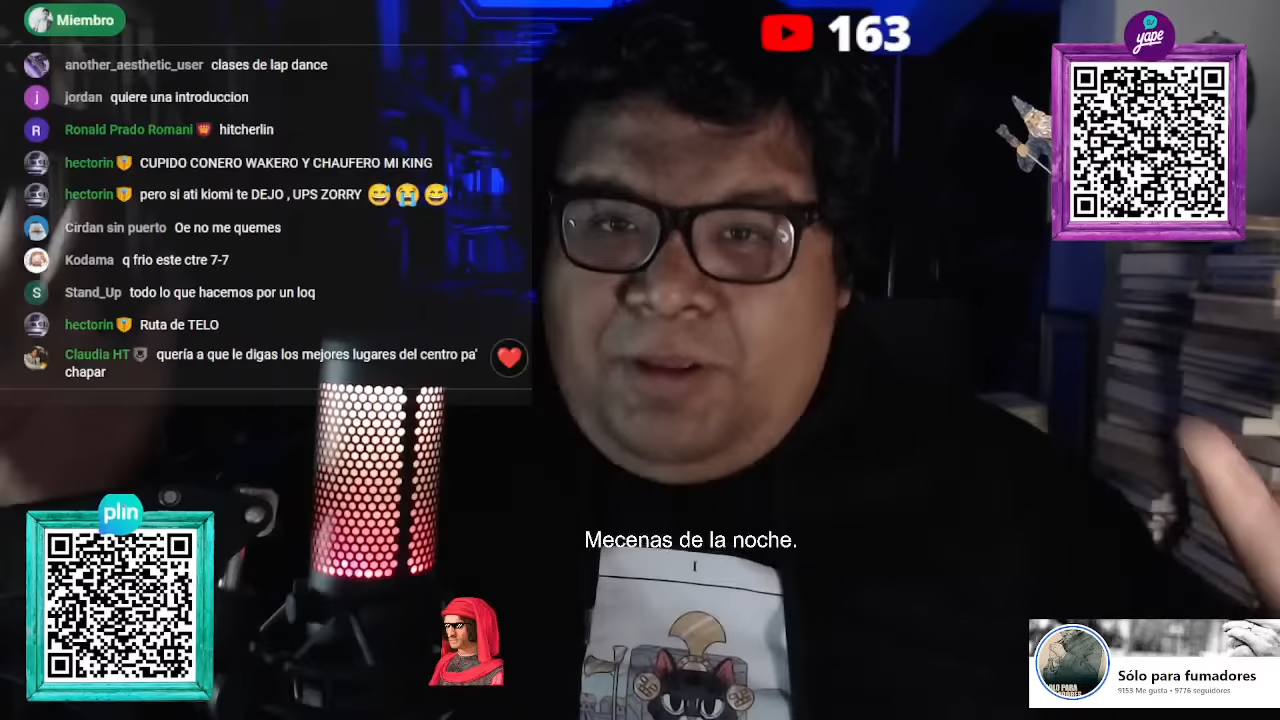 Miembro
another_aesthetic_user clases de lap dance
jordan quiere una introduccion
Ronald Prado Romani hitcherlin
hectorin CUPIDO CONERO WAKERO Y CHAUFERO MI KING
hectorin pero si ati kiomi te DEJO , UPS ZORRY 😅 😭 😅
Cirdan sin puerto Oe no me quemes
Kodama q frio este ctre 7-7
Stand_Up todo lo que hacemos por un loq
hectorin Ruta de TELO
Claudia HT quería a que le digas los mejores lugares del centro pa'
chapar
163
yape
plin
Mecenas de la noche.
I
Sólo para fumadores
9153 Me gusta • 9776 seguidores